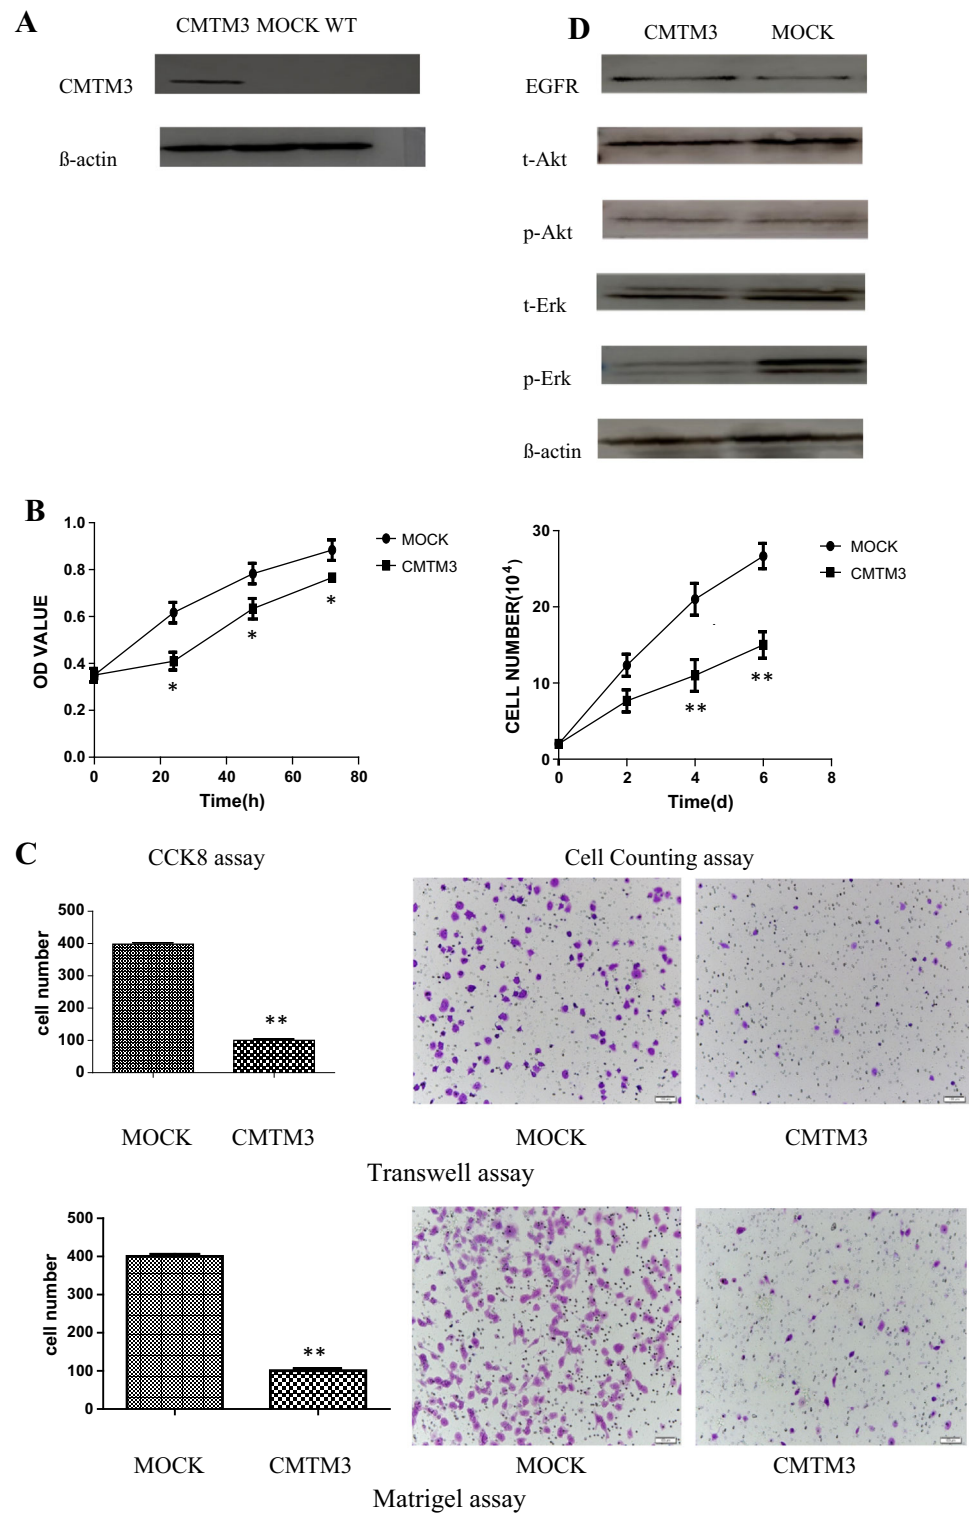 A
CMTM3 MOCK WT
CMTM3
ß-actin
D
CMTM3 MOCK
EGFR
t-Akt
p-Akt
t-Erk
p-Erk
ß-actin
B
1.0
0.8
0.6
0.4
0.2
0.0
OD VALUE
0 20 40 60 80
Time(h)
MOCK
CMTM3
*
*
*
30
20
10
0
CELL NUMBER(10⁴)
0 2 4 6 8
Time(d)
MOCK
CMTM3
**
**
C
CCK8 assay
Cell Counting assay
500
400
300
200
100
0
cell number
**
MOCK CMTM3
MOCK
CMTM3
Transwell assay
500
400
300
200
100
0
cell number
**
MOCK CMTM3
MOCK
CMTM3
Matrigel assay